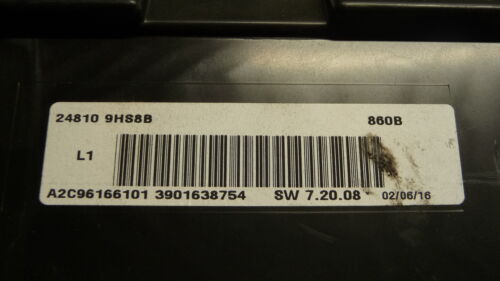 24810 9HS8B 860B
L1
A2C96166101 3901638754 SW 7.20.08 02/06/16